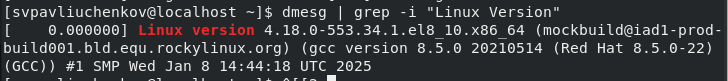 [svpavliuchenkov@localhost ~]$ dmesg | grep -i "Linux Version"
[    0.000000] Linux version 4.18.0-553.34.1.el8_10.x86_64 (mockbuild@iad1-prod-
build001.bld.equ.rockylinux.org) (gcc version 8.5.0 20210514 (Red Hat 8.5.0-22)
(GCC)) #1 SMP Wed Jan 8 14:44:18 UTC 2025